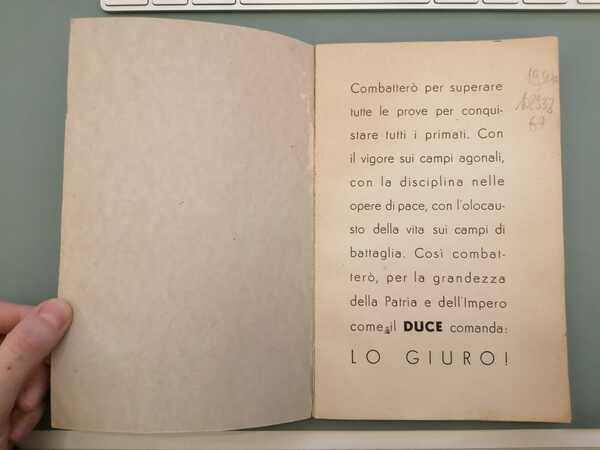 Combatterò per superare
tutte le prove per conqui-
stare tutti i primati. Con
il vigore sui campi agonali,
con la disciplina nelle
opere di pace, con l'olocau-
sto della vita sui campi di
battaglia. Così combat-
terò, per la grandezza
della Patria e dell'Impero
come il DUCE comanda:
LO GIURO!